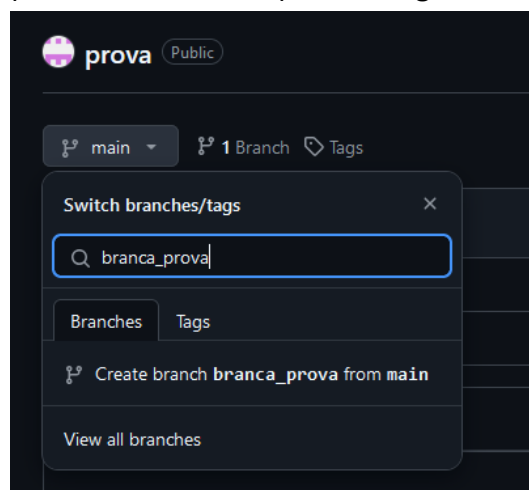 prova Public
main 1 Branch Tags
Switch branches/tags
branca_prova
Branches Tags
Create branch branca_prova from main
View all branches